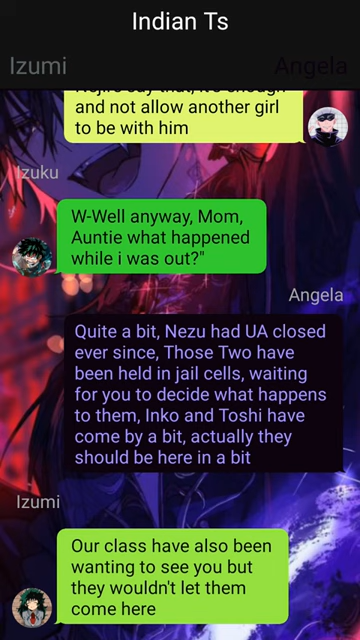 Indian Ts
Izumi
Angela
and not allow another girl
to be with him
Izuku
W-Well anyway, Mom,
Auntie what happened
while i was out?"
Angela
Quite a bit, Nezu had UA closed
ever since, Those Two have
been held in jail cells, waiting
for you to decide what happens
to them, Inko and Toshi have
come by a bit, actually they
should be here in a bit
Izumi
Our class have also been
wanting to see you but
they wouldn't let them
come here